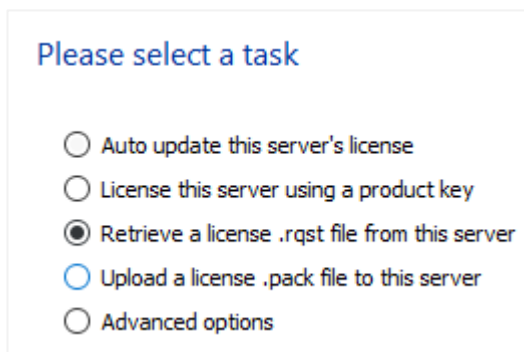 Please select a task
Auto update this server's license
License this server using a product key
Retrieve a license .rqst file from this server
Upload a license .pack file to this server
Advanced options